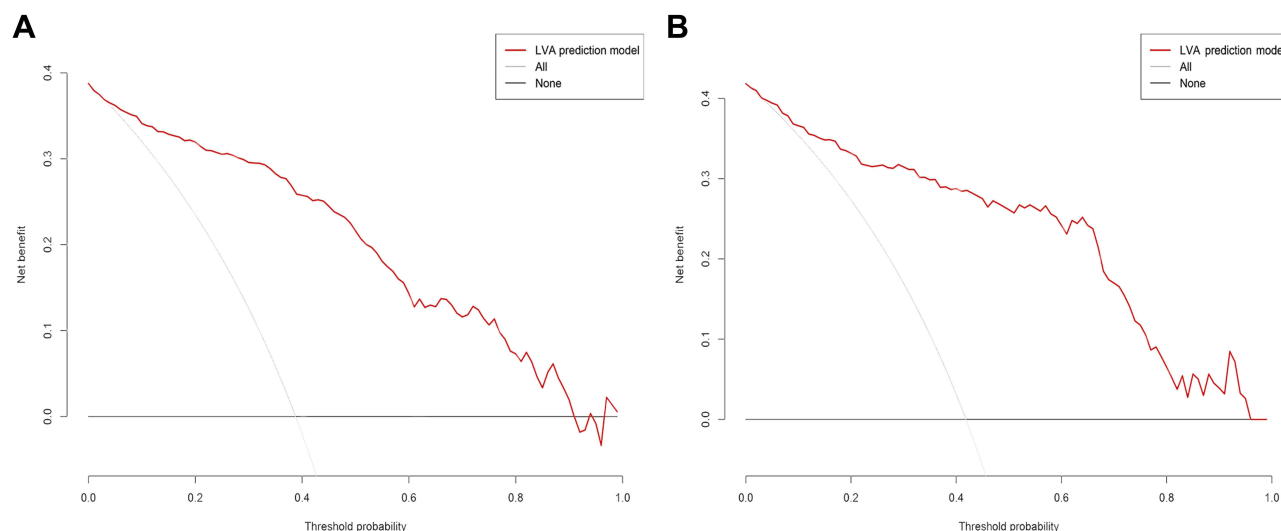 A
LVA prediction model
All
None
Net benefit
0.4
0.3
0.2
0.1
0.0
0.0 0.2 0.4 0.6 0.8 1.0
Threshold probability
B
LVA prediction mode
All
None
Net benefit
0.4
0.3
0.2
0.1
0.0
0.0 0.2 0.4 0.6 0.8 1.0
Threshold probability